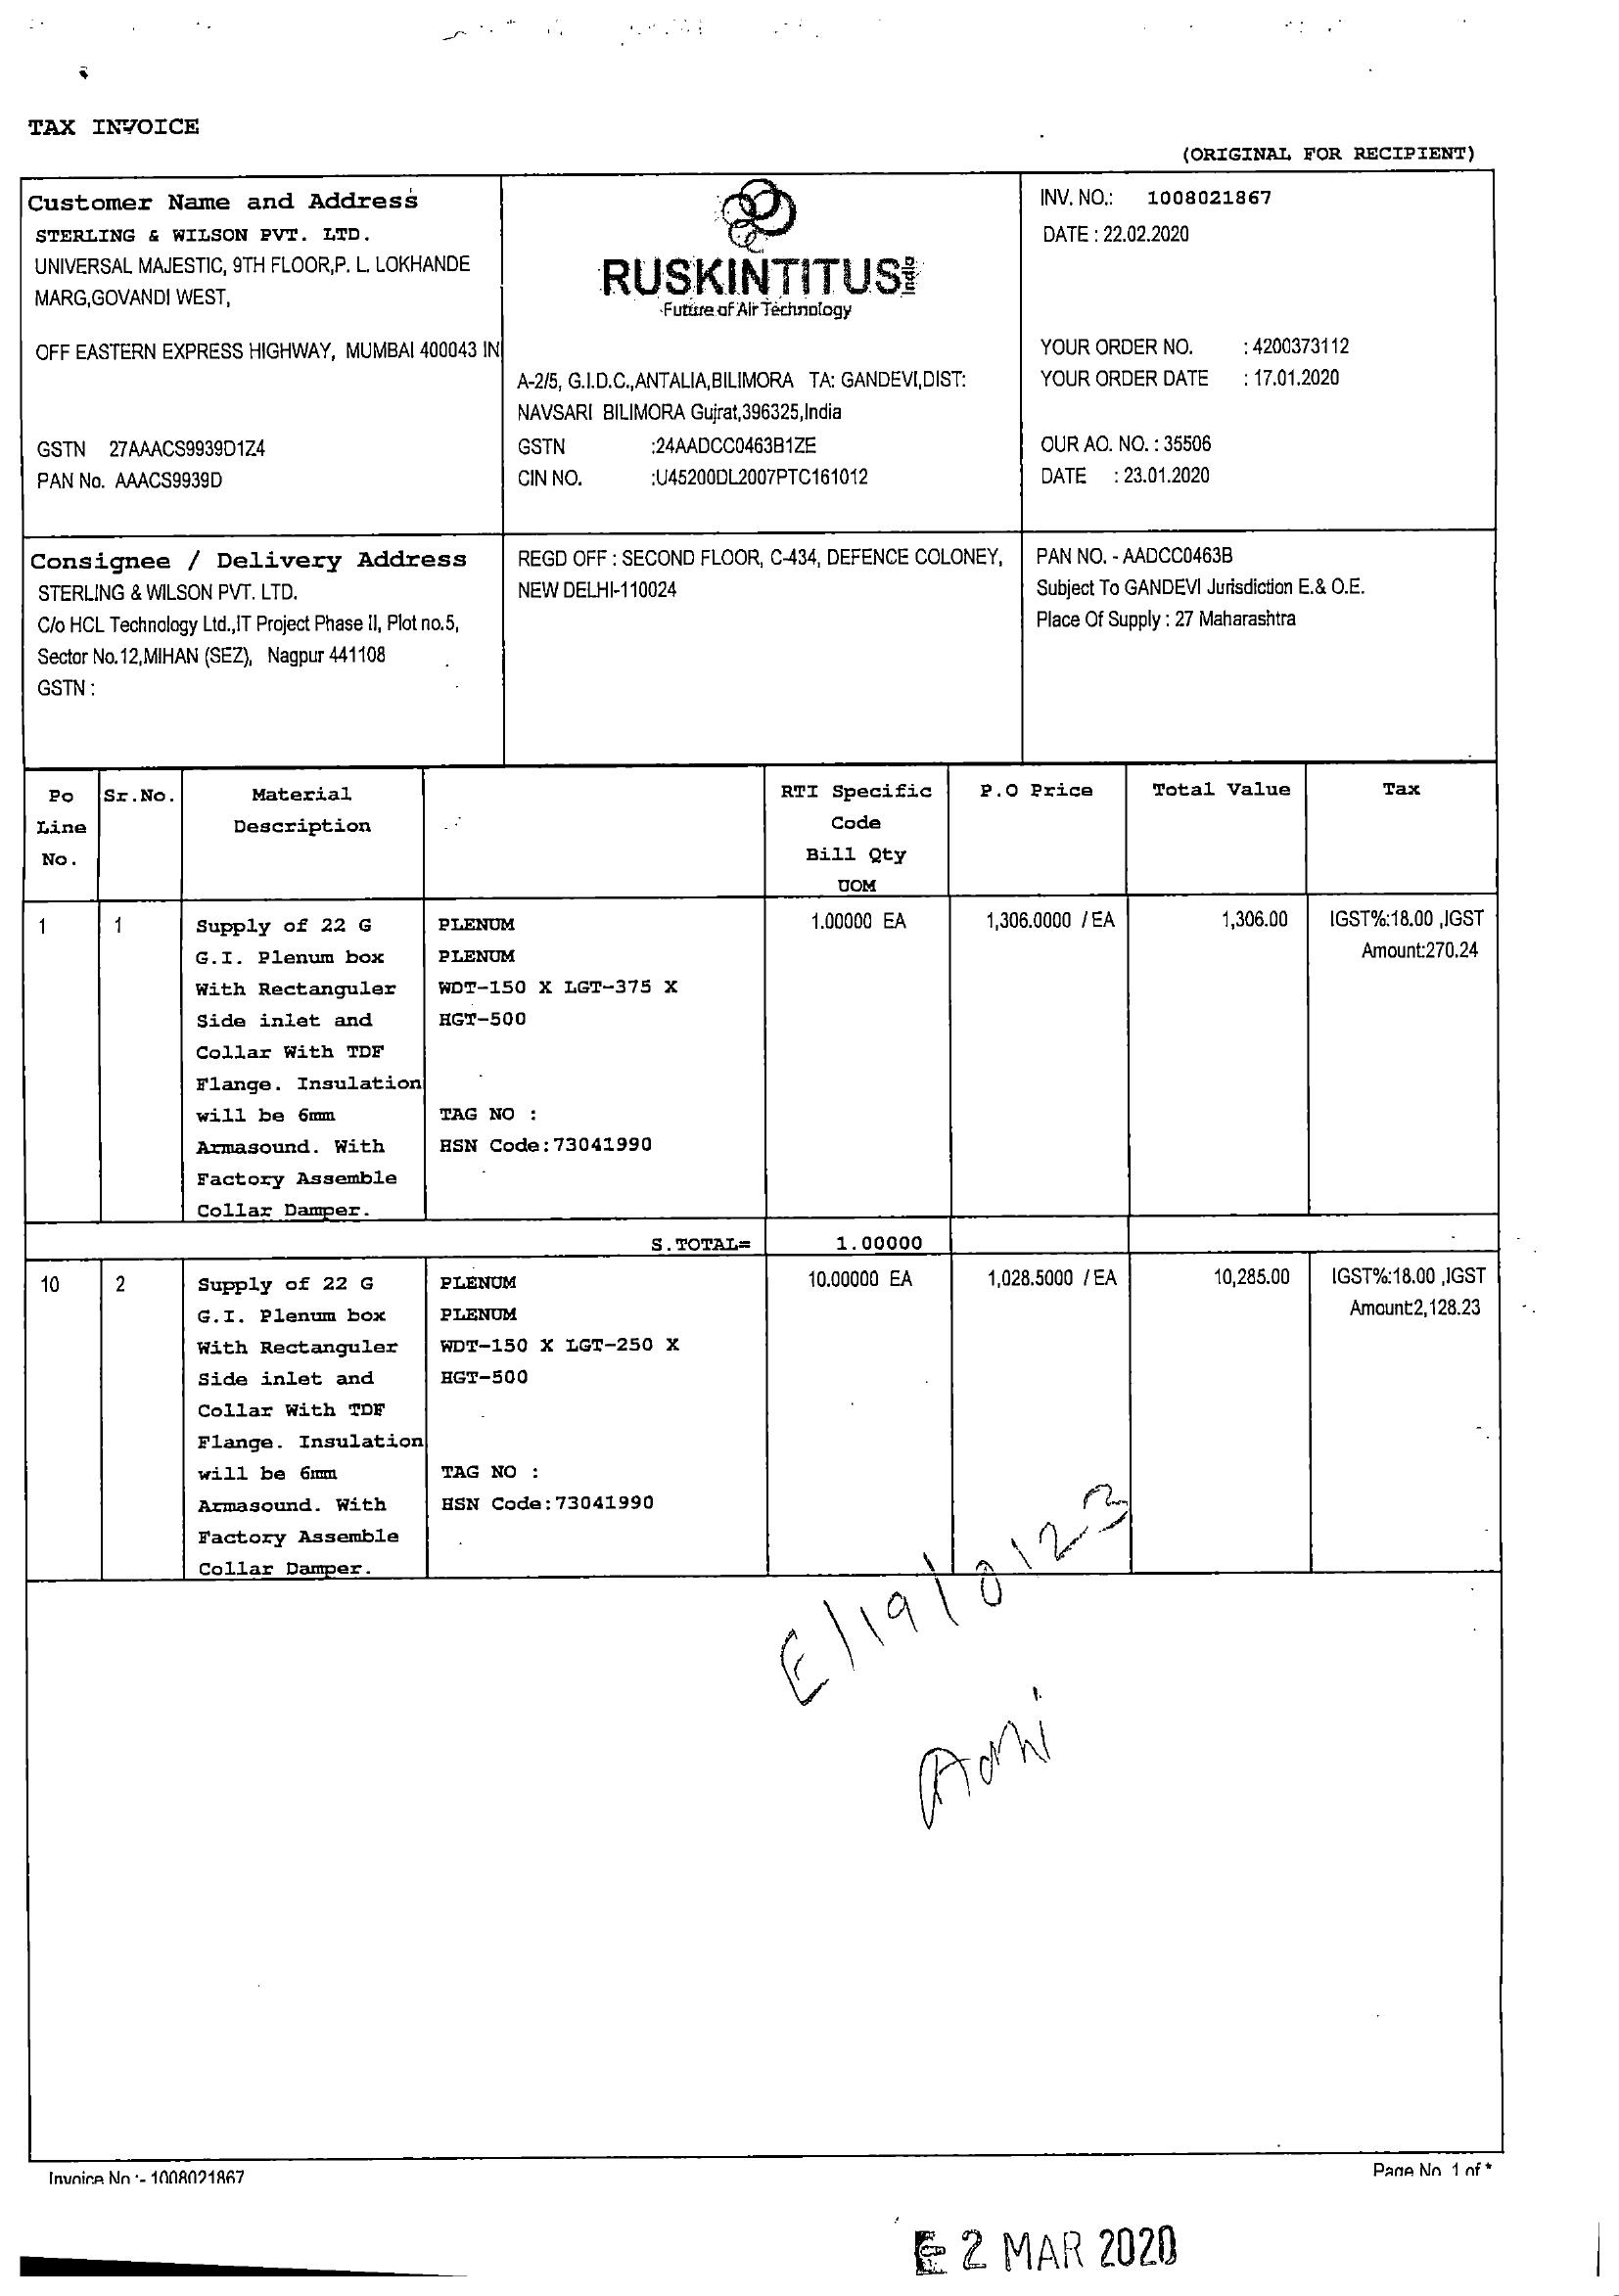 TAX INVOICE
(ORIGINAL FOR RECIPIENT)
Customer Name and Address
STERLING & WILSON PVT. LTD.
UNIVERSAL MAJESTIC, 9TH FLOOR,P. L. LOKHANDE
MARG,GOVANDI WEST,
OFF EASTERN EXPRESS HIGHWAY, MUMBAI 400043 IN
GSTN 27AAACS9939D1Z4
PAN No. AAACS9939D
RUSKINTITUS India
Future of Air Technology
A-2/5, G.I.D.C.,ANTALIA,BILIMORA TA: GANDEVI,DIST:
NAVSARI BILIMORA Gujrat,396325,India
GSTN :24AADCC0463B1ZE
CIN NO. :U45200DL2007PTC161012
INV. NO.: 1008021867
DATE : 22.02.2020
YOUR ORDER NO. : 4200373112
YOUR ORDER DATE : 17.01.2020
OUR AO. NO. : 35506
DATE : 23.01.2020
Consignee / Delivery Address
STERLING & WILSON PVT. LTD.
C/o HCL Technology Ltd.,IT Project Phase II, Plot no.5,
Sector No.12,MIHAN (SEZ), Nagpur 441108
GSTN :
REGD OFF : SECOND FLOOR, C-434, DEFENCE COLONEY,
NEW DELHI-110024
PAN NO. - AADCC0463B
Subject To GANDEVI Jurisdiction E.& O.E.
Place Of Supply : 27 Maharashtra
Po Sr.No. Material RTI Specific P.O Price Total Value Tax
Line Description Code
No. Bill Qty
UOM
1 1 Supply of 22 G PLENUM 1.00000 EA 1,306.0000 / EA 1,306.00 IGST%:18.00 ,IGST
G.I. Plenum box PLENUM Amount:270.24
With Rectanguler WDT-150 X LGT-375 X
Side inlet and HGT-500
Collar With TDF
Flange. Insulation
will be 6mm TAG NO :
Armasound. With HSN Code:73041990
Factory Assemble
Collar Damper.
S.TOTAL= 1.00000
10 2 Supply of 22 G PLENUM 10.00000 EA 1,028.5000 / EA 10,285.00 IGST%:18.00 ,IGST
G.I. Plenum box PLENUM Amount:2,128.23
With Rectanguler WDT-150 X LGT-250 X
Side inlet and HGT-500
Collar With TDF
Flange. Insulation
will be 6mm TAG NO :
Armasound. With HSN Code:73041990
Factory Assemble
Collar Damper.
E/19/0123
Invoice No :- 1008021867
Page No 1 of *
2 MAR 2020